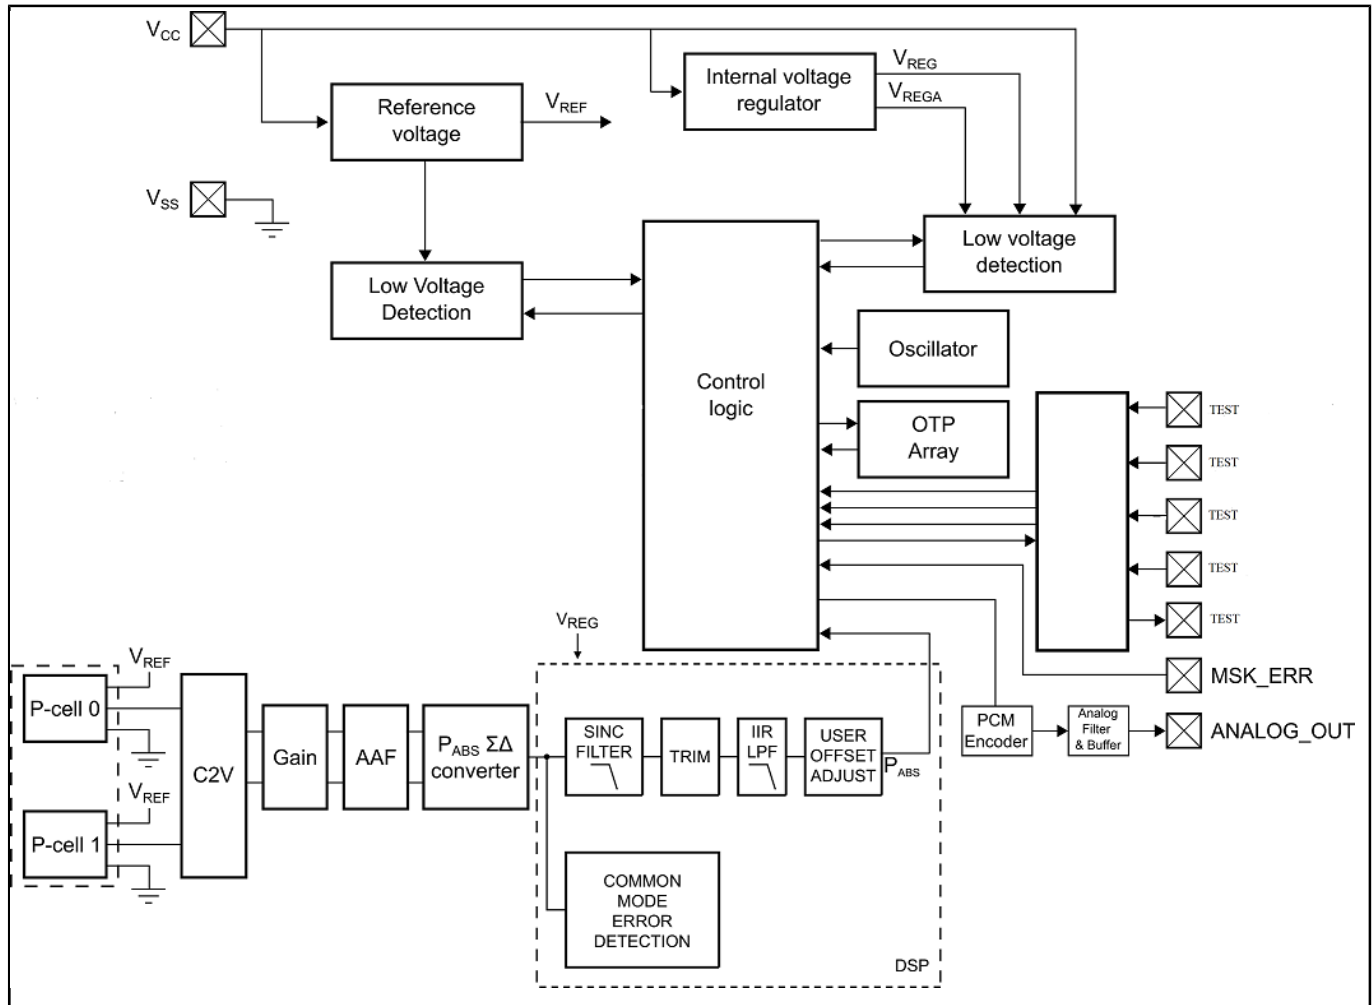 VCC
Reference
voltage
VREF
Internal voltage
regulator
VREG
VREGA
VSS
Low Voltage
Detection
Control
logic
Low voltage
detection
Oscillator
OTP
Array
TEST
TEST
TEST
TEST
TEST
MSK_ERR
ANALOG_OUT
PCM
Encoder
Analog
Filter
& Buffer
VREG
VREF
P-cell 0
VREF
P-cell 1
C2V
Gain
AAF
PABS ΣΔ
converter
SINC
FILTER
TRIM
IIR
LPF
USER
OFFSET
ADJUST
PABS
COMMON
MODE
ERROR
DETECTION
DSP